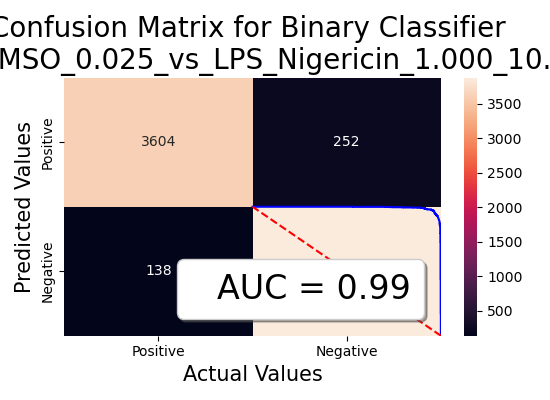 Confusion Matrix for Binary Classifier
MSO_0.025_vs_LPS_Nigericin_1.000_10.
Predicted Values
Positive
Negative
3604
252
138
AUC = 0.99
Positive
Negative
Actual Values
3500
3000
2500
2000
1500
1000
500